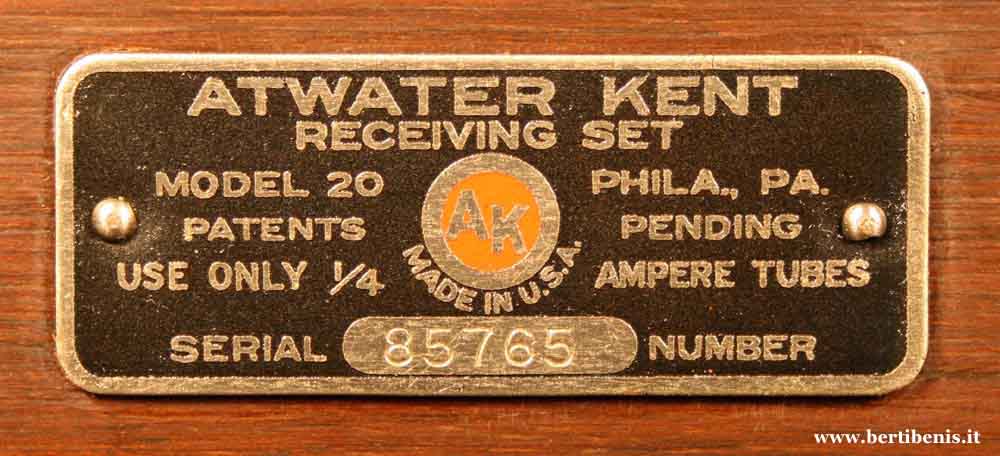 ATWATER KENT
RECEIVING SET
MODEL 20 AK PHILA., PA.
PATENTS PENDING
USE ONLY 1/4 AMPERE TUBES
MADE IN U.S.A.
SERIAL 85765 NUMBER
www.bertibenis.it